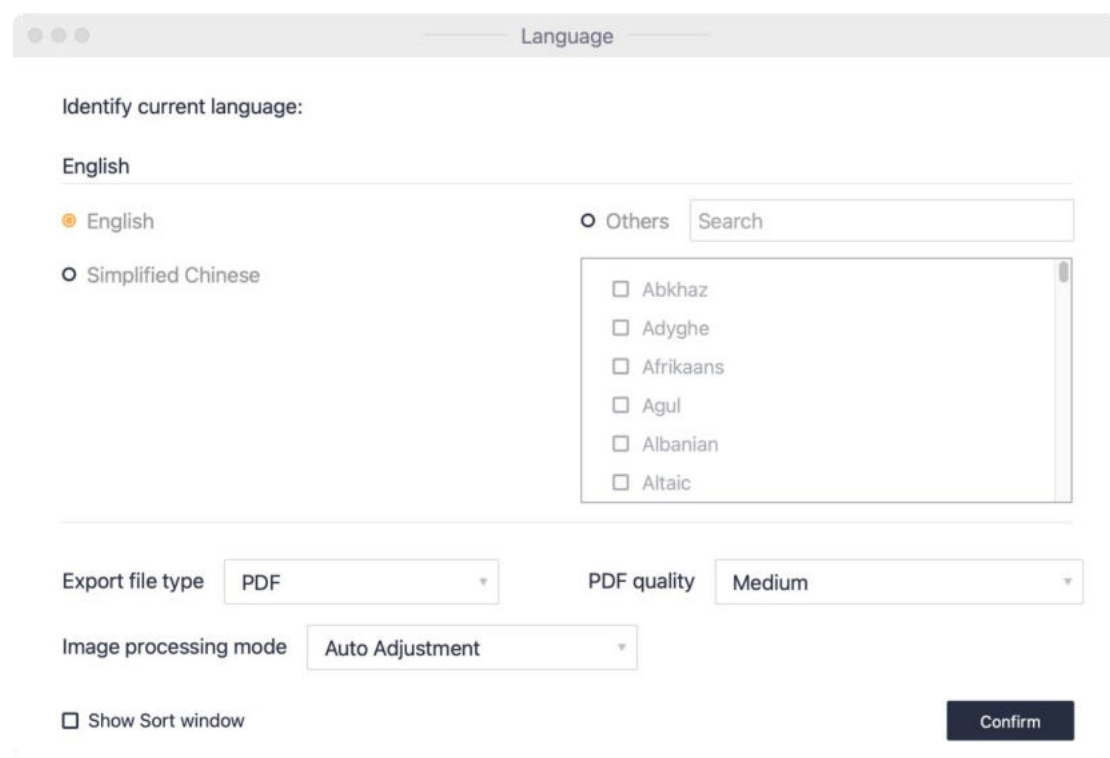 Language
Identify current language:
English
English
Others Search
Simplified Chinese
Abkhaz
Adyghe
Afrikaans
Agul
Albanian
Altaic
Export file type PDF PDF quality Medium
Image processing mode Auto Adjustment
Show Sort window Confirm